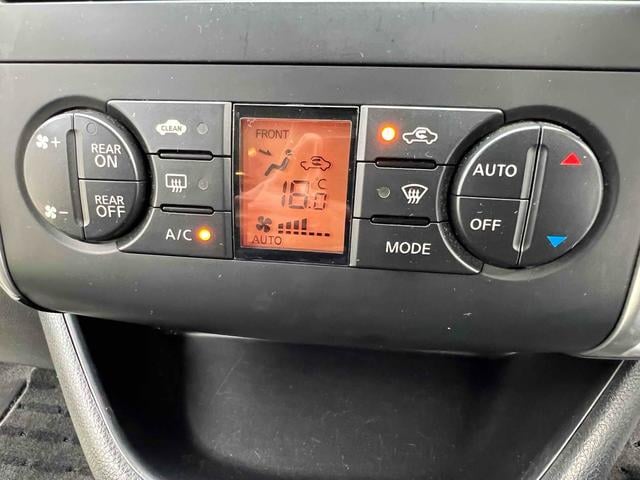 CLEAN
REAR
ON
REAR
OFF
A/C
FRONT
18.0
°C
AUTO
MODE
AUTO
OFF